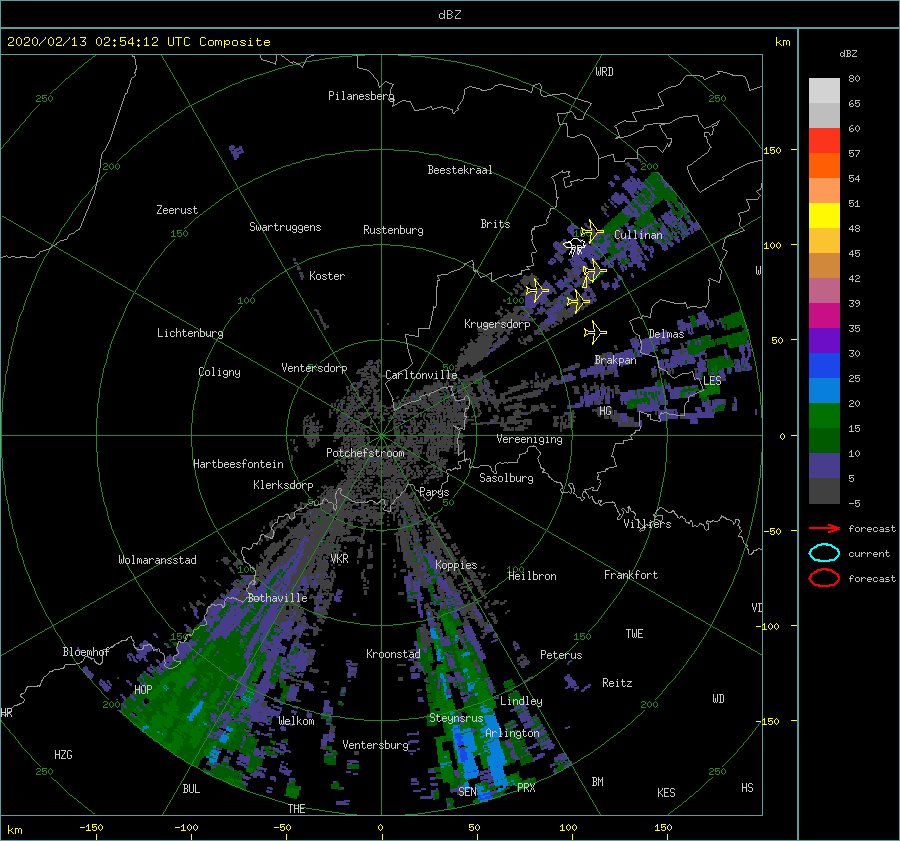 dBZ
2020/02/13 02:54:12 UTC Composite
km
dBZ
WRD
250
Pilanesberg
250
80
65
60
57
54
51
48
45
42
39
35
30
25
20
15
10
5
-5
150
200
Beestekraal
200
Zeerust
Swartruggens
150
Rustenburg
Brits
Cullinan
100
Koster
100
100
W
Krugersdorp
Lichtenburg
Delmas
50
Coligny
Ventersdorp
Carltonville
50
Brakpan
LES
HG
Vereeniging
0
Potchefstroom
Hartbeesfontein
Klerksdorp
Parys
Sasolburg
50
50
Villiers
-50
forecast
current
forecast
Wolmaransstad
VKR
Koppies
100
100
Heilbron
Frankfort
Bothaville
VD
-100
150
150
TWE
Bloemhof
Kroonstad
Peterus
HOP
Reitz
WD
HR
200
200
Lindley
Welkom
Steynsrus
-150
Arlington
Ventersburg
HZG
250
250
BUL
THE
SEN
PRX
BM
KES
HS
km
-150
-100
-50
0
50
100
150